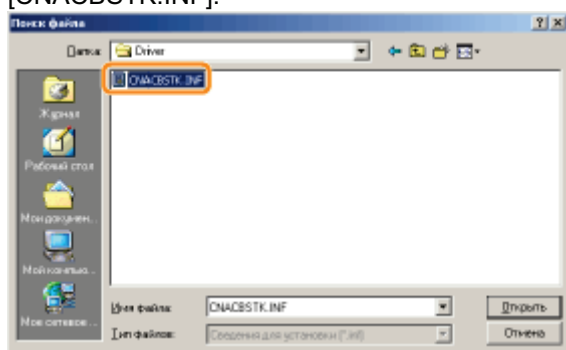 [CNACBSTK.INF].
Поиск файла
Папка: Driver
CNACBSTK.INF
Журнал
Рабочий стол
Мои докумен...
Мой компью...
Мое сетевое ...
Имя файла: CNACBSTK.INF Открыть
Тип файлов: Сведения для установки (*.inf) Отмена